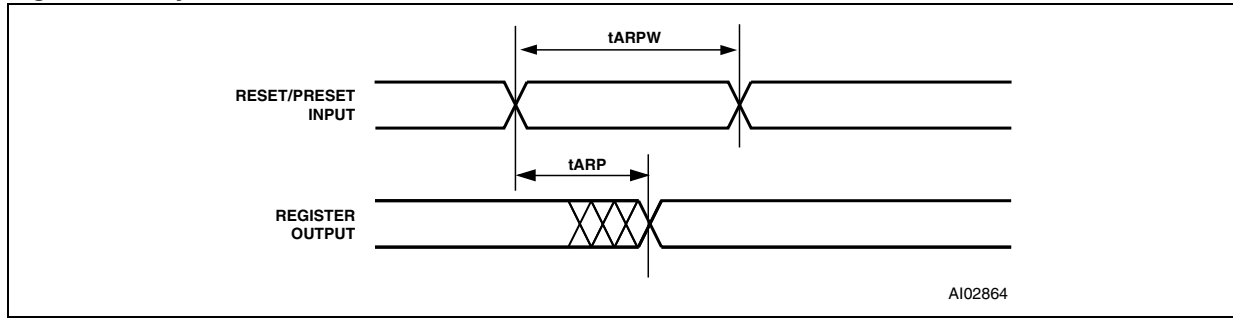 tARPW
RESET/PRESET
INPUT
tARP
REGISTER
OUTPUT
AI02864